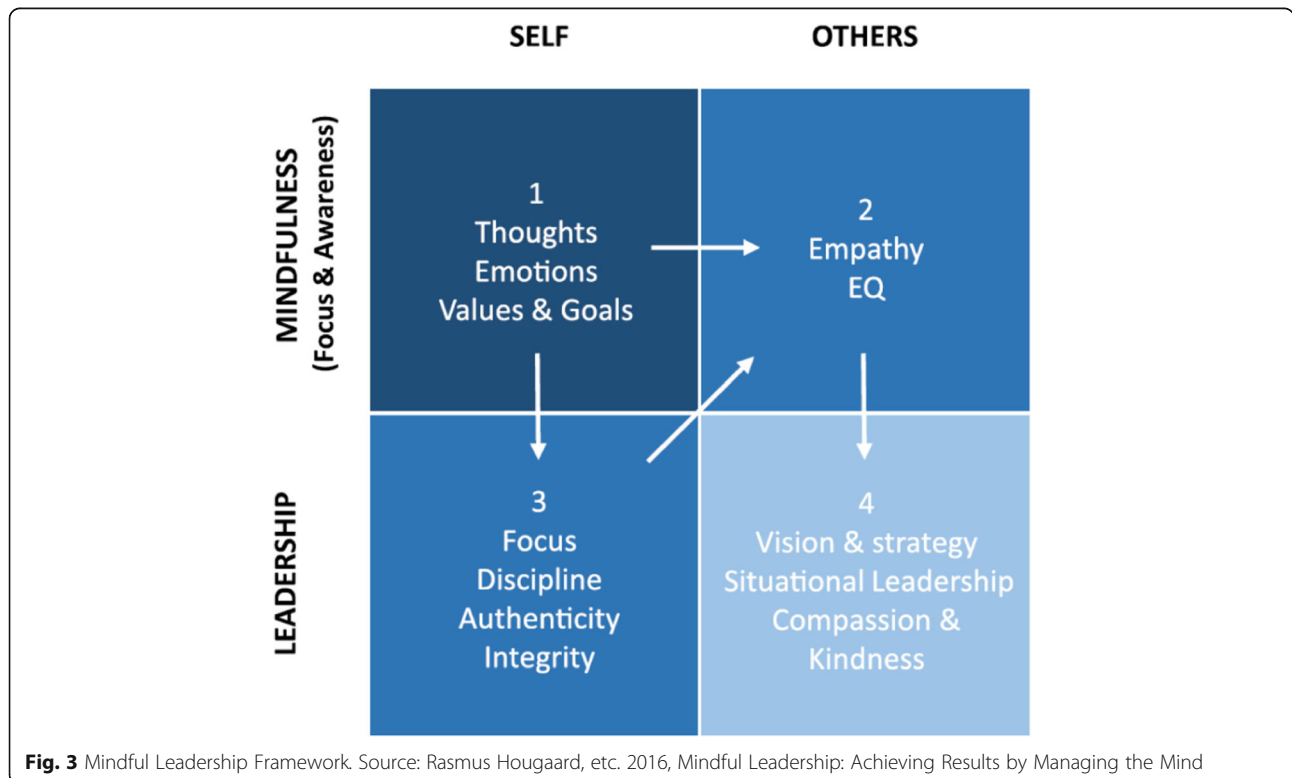 SELF
OTHERS
MINDFULNESS
(Focus & Awareness)
1
Thoughts
Emotions
Values & Goals
2
Empathy
EQ
LEADERSHIP
3
Focus
Discipline
Authenticity
Integrity
4
Vision & strategy
Situational Leadership
Compassion &
Kindness
Fig. 3 Mindful Leadership Framework. Source: Rasmus Hougaard, etc. 2016, Mindful Leadership: Achieving Results by Managing the Mind